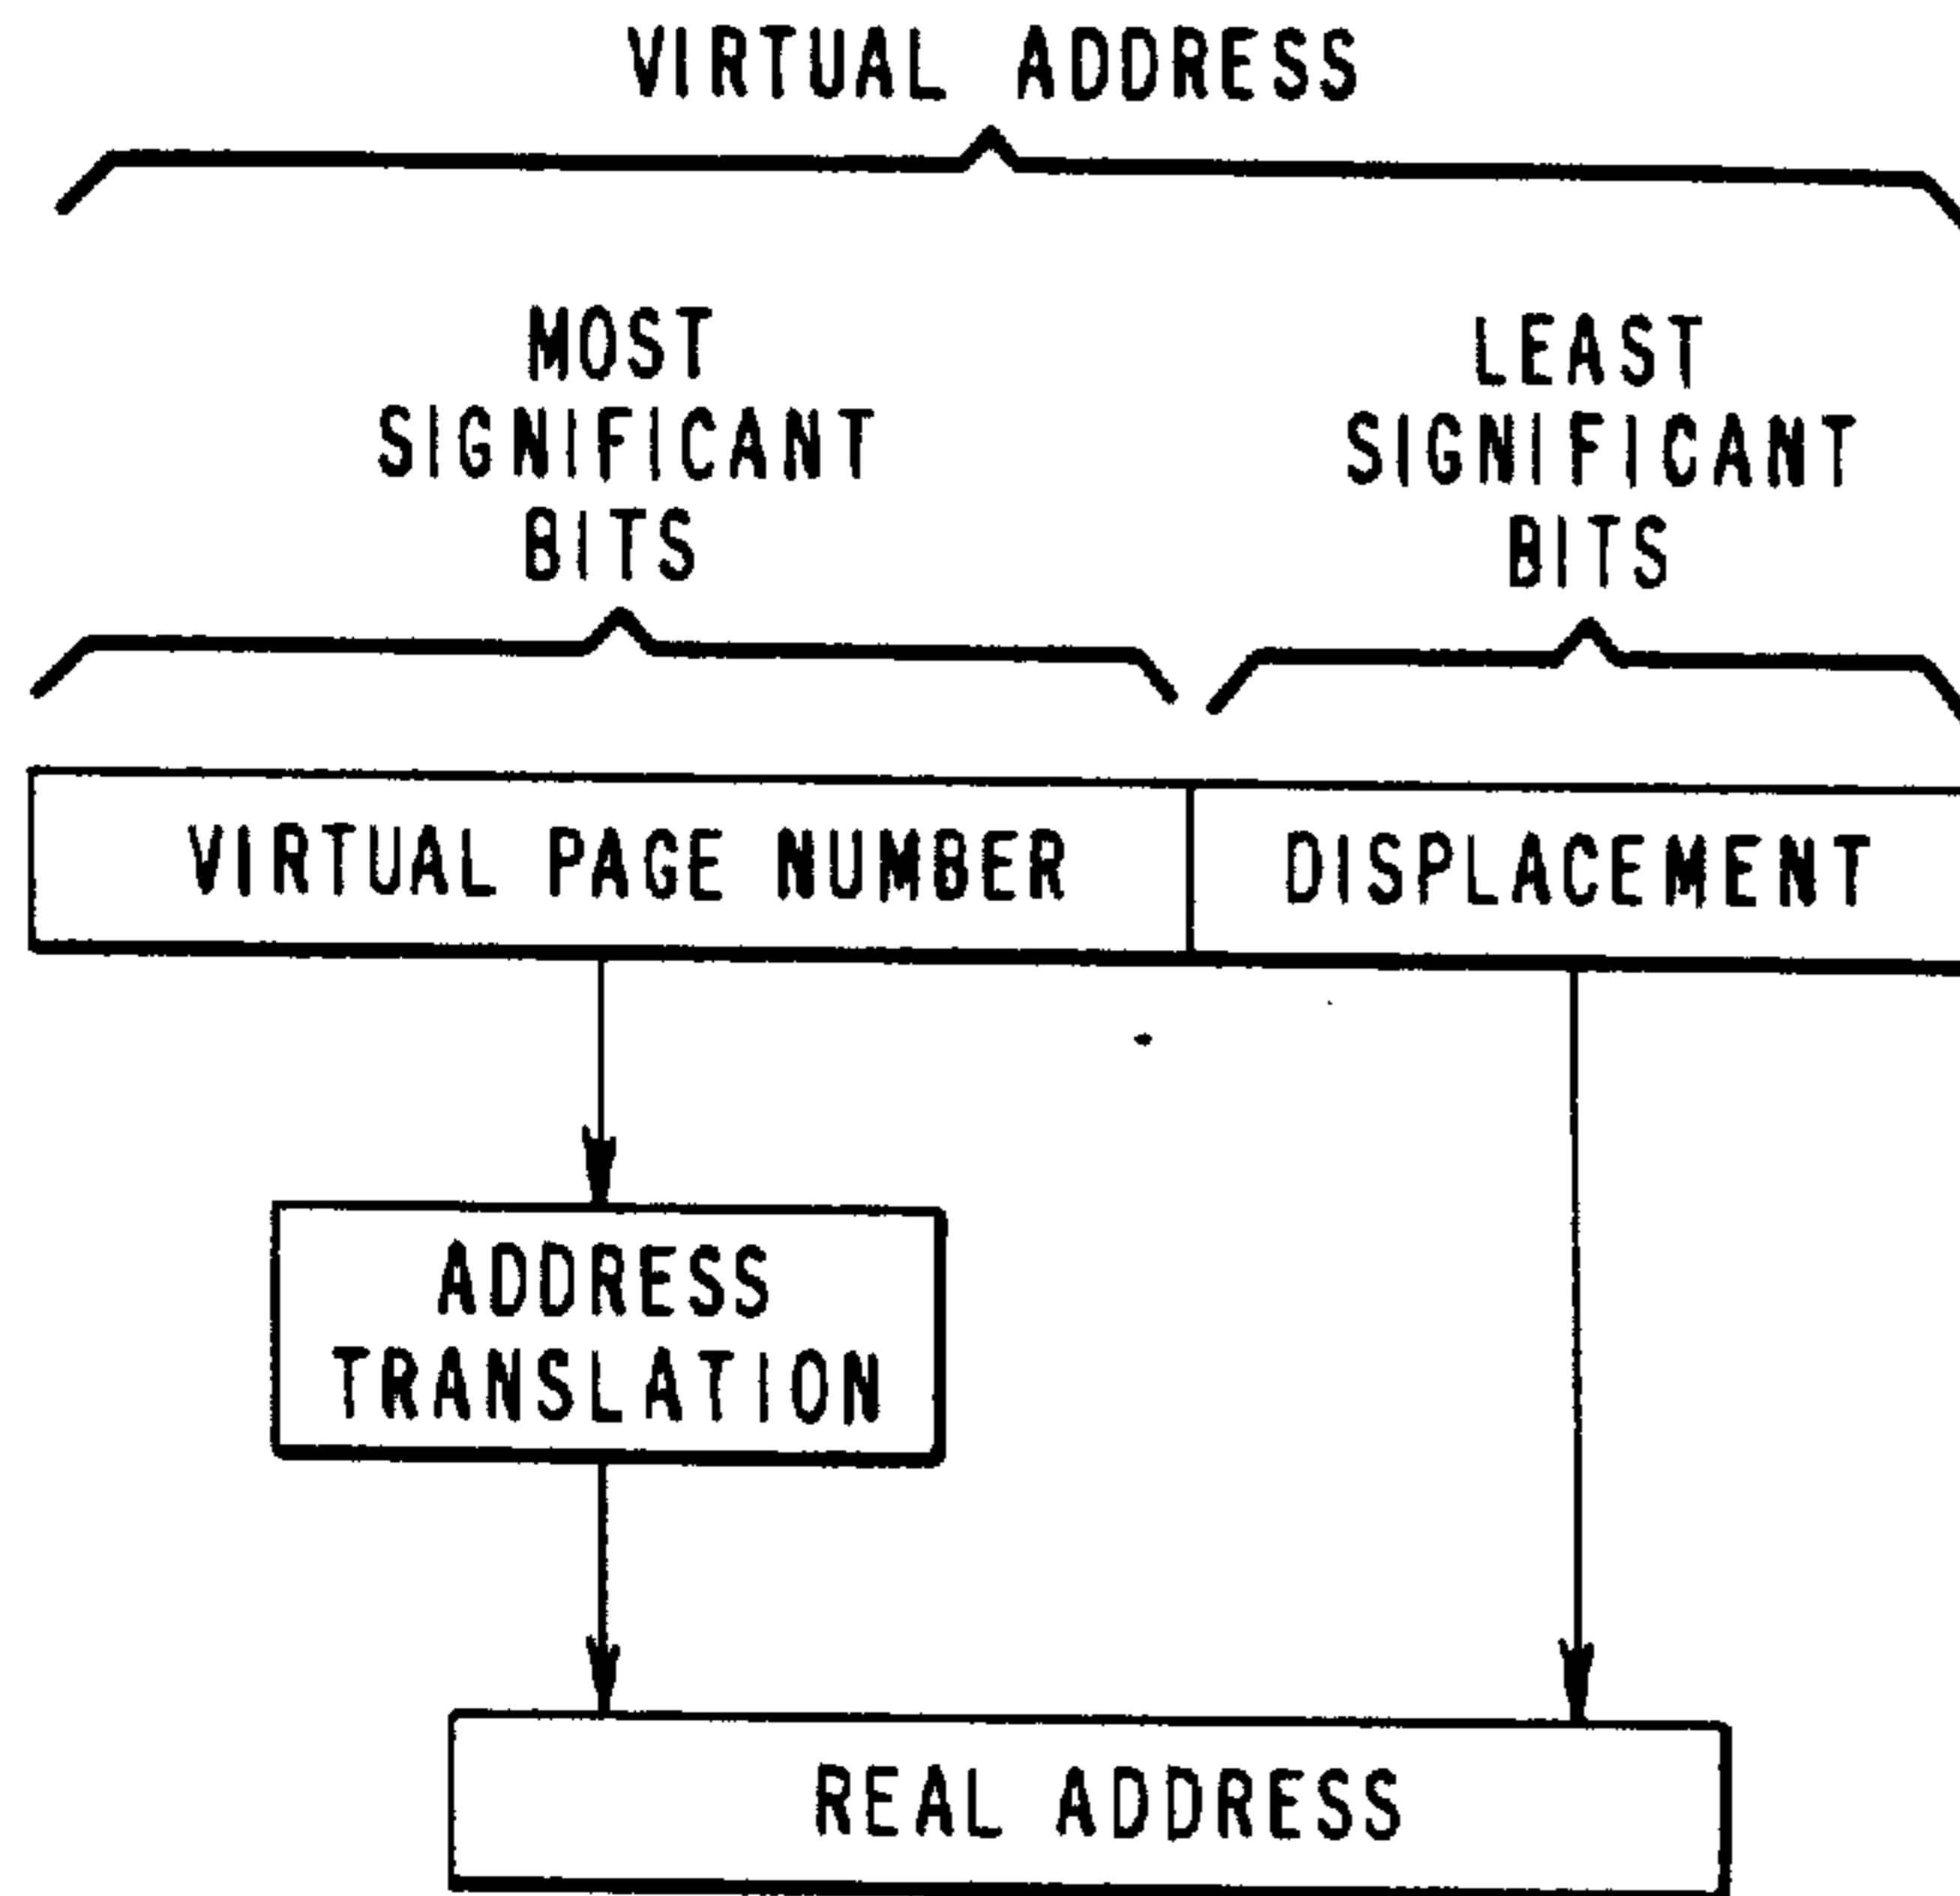 VIRTUAL ADDRESS
MOST
SIGNIFICANT
BITS
LEAST
SIGNIFICANT
BITS
VIRTUAL PAGE NUMBER
DISPLACEMENT
ADDRESS
TRANSLATION
REAL ADDRESS